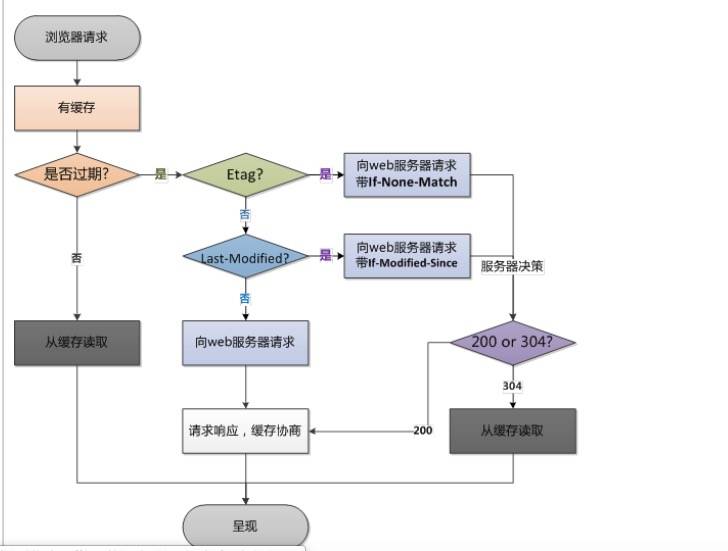 浏览器请求
有缓存
是否过期?
是
Etag?
是
向web服务器请求
带If-None-Match
否
否
Last-Modified?
是
向web服务器请求
带If-Modified-Since
服务器决策
否
从缓存读取
向web服务器请求
200 or 304?
304
请求响应，缓存协商
200
从缓存读取
呈现